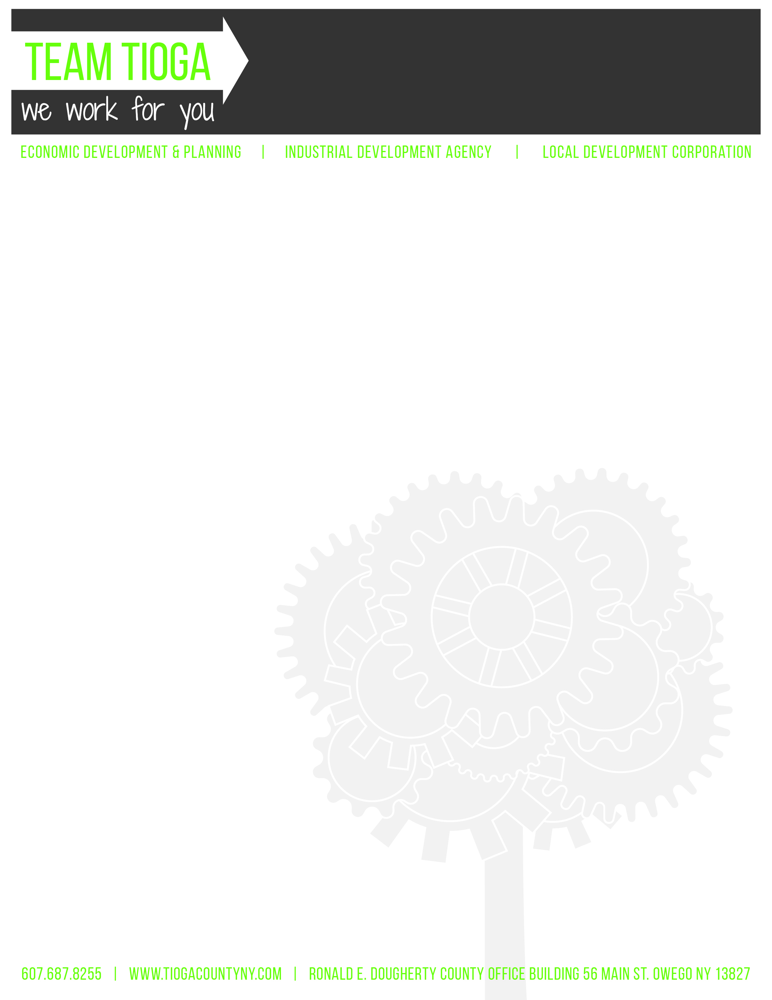 TEAM TIOGA
we work for you
ECONOMIC DEVELOPMENT & PLANNING | INDUSTRIAL DEVELOPMENT AGENCY | LOCAL DEVELOPMENT CORPORATION
607.687.8255 | WWW.TIOGACOUNTYNY.COM | RONALD E. DOUGHERTY COUNTY OFFICE BUILDING 56 MAIN ST. OWEGO NY 13827